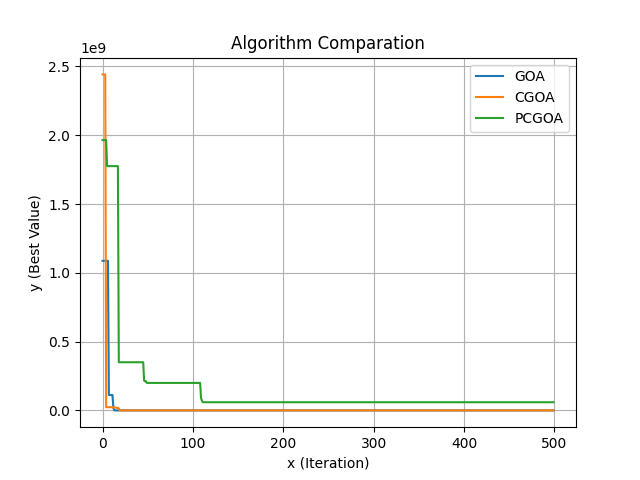 Algorithm Comparation
1e9
2.5
2.0
1.5
1.0
0.5
0.0
y (Best Value)
0
100
200
300
400
500
x (Iteration)
GOA
CGOA
PCGOA